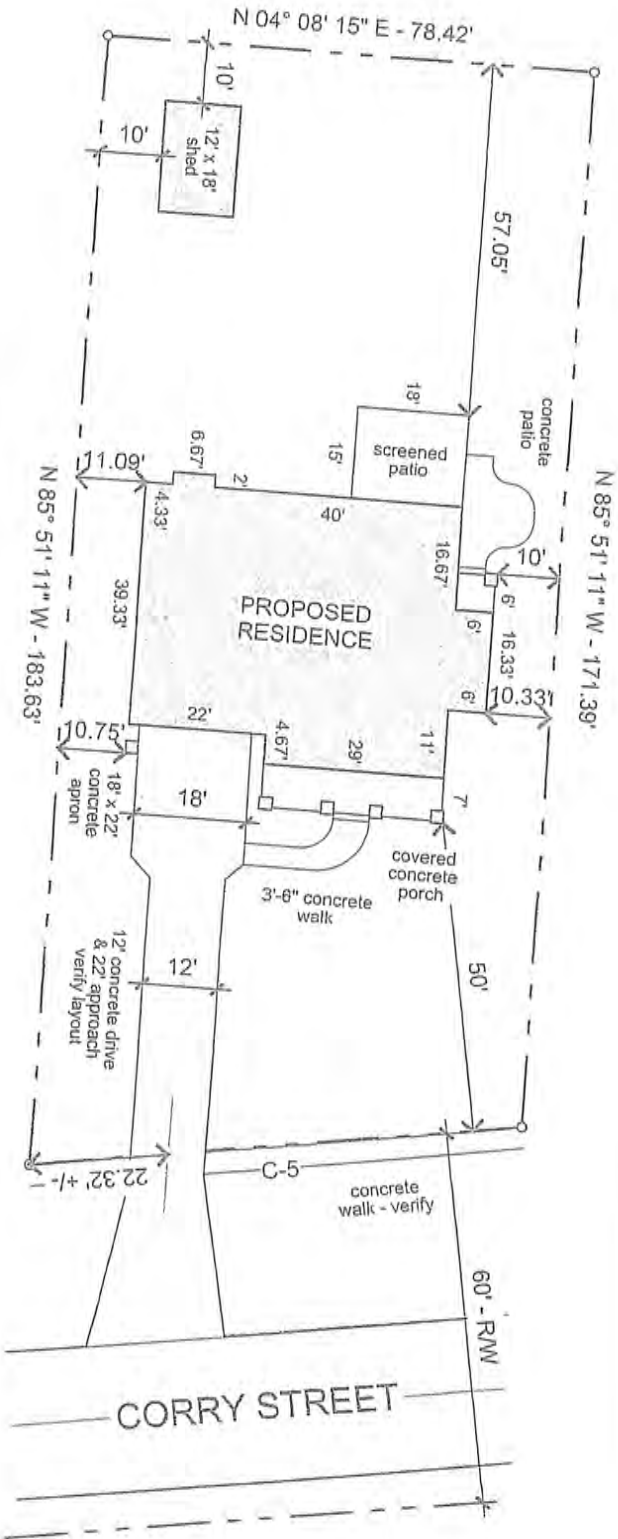 N 04° 08' 15" E - 78.42'
10'
10'
12' x 18'
shed
57.05'
18'
screened
patio
15'
concrete
patio
N 85° 51' 11" W - 171.39'
11.09'
6.67'
2'
40'
4.33'
16.67'
10'
6'
6'
16.33'
10.33'
6'
39.33'
PROPOSED
RESIDENCE
N 85° 51' 11" W - 183.63'
22'
4.67'
29'
11'
7'
10.75'
18' x 22'
concrete
apron
18'
covered
concrete
porch
3'-6" concrete
walk
50'
12' concrete drive
& 22' approach
verify layout
12'
22.32' +/-
C-5
concrete
walk - verify
60' - R/W
CORRY STREET